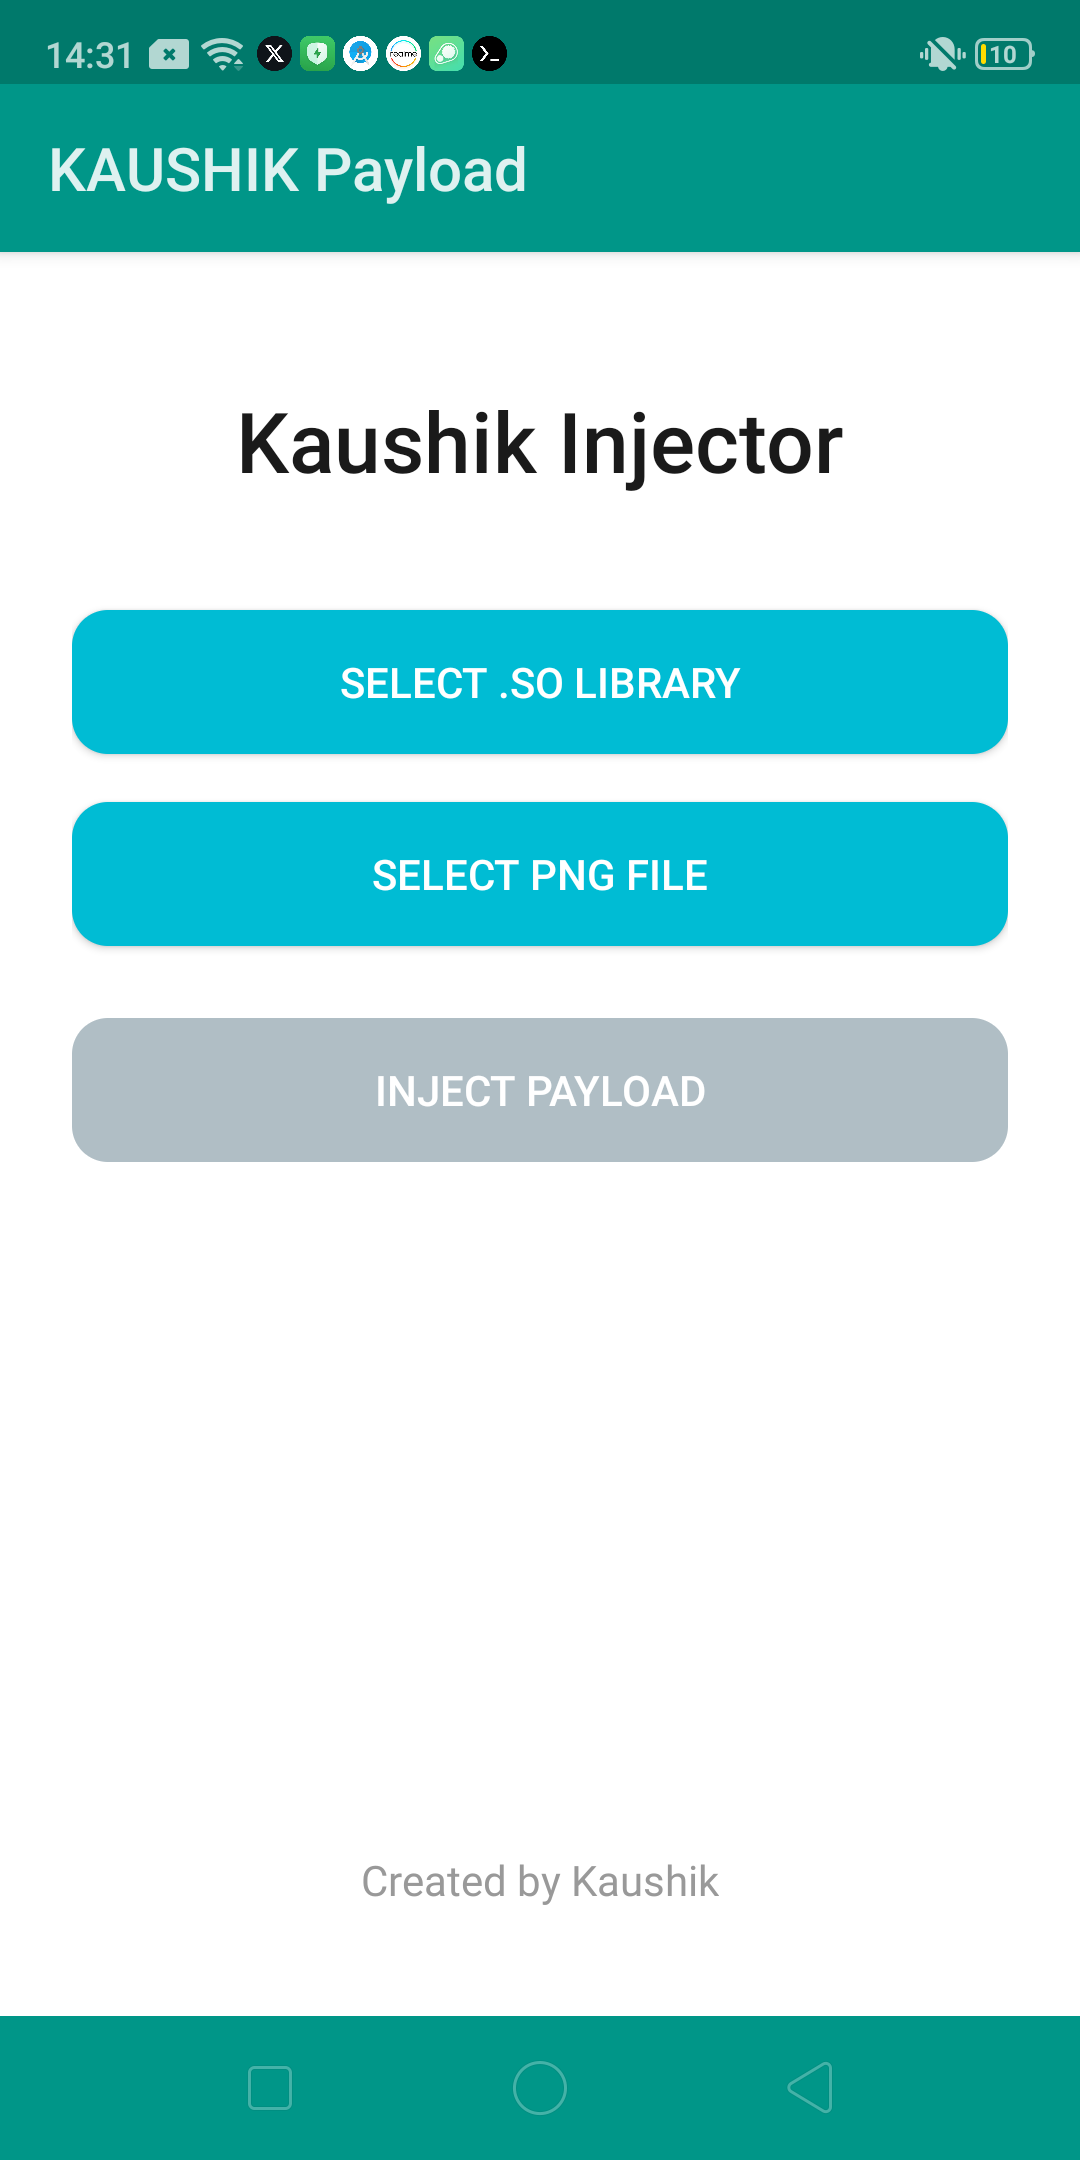 14:31
10
KAUSHIK Payload
Kaushik Injector
SELECT .SO LIBRARY
SELECT PNG FILE
INJECT PAYLOAD
Created by Kaushik